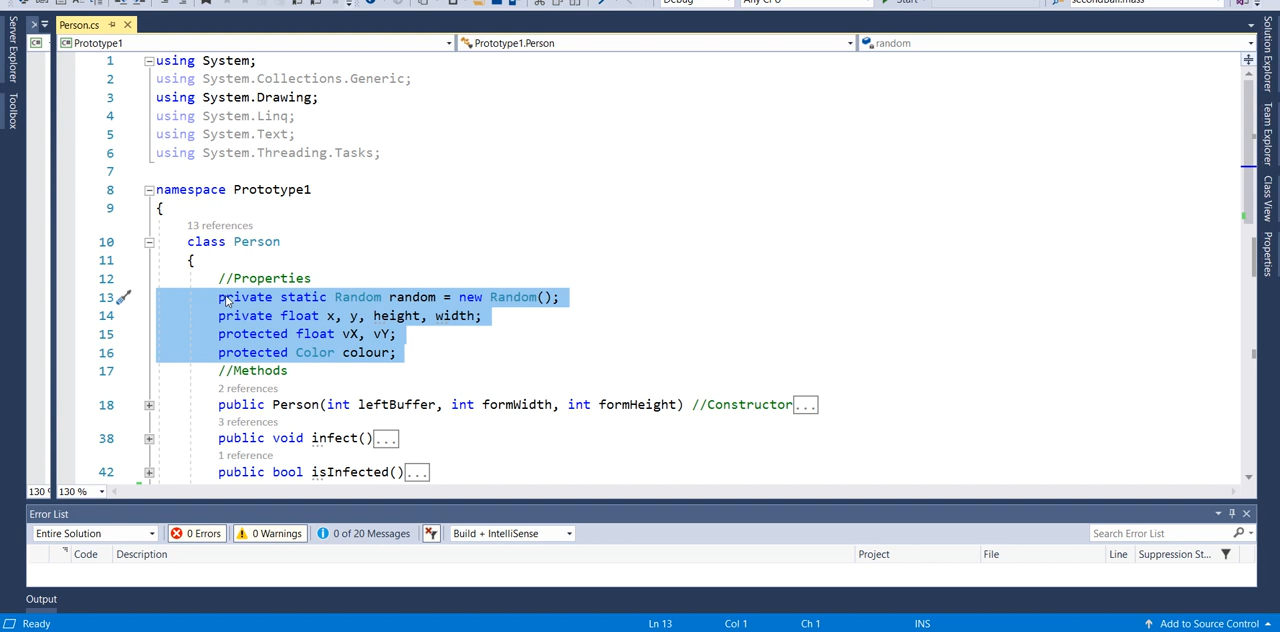 Debug
Any CPU
Start
secondBall.mass
Person.cs
Prototype1
Prototype1.Person
random
Server Explorer
Toolbox
Solution Explorer
Team Explorer
Class View
Properties
1 using System;
2 using System.Collections.Generic;
3 using System.Drawing;
4 using System.Linq;
5 using System.Text;
6 using System.Threading.Tasks;
7
8 namespace Prototype1
9 {
13 references
10 class Person
11 {
12 //Properties
13 private static Random random = new Random();
14 private float x, y, height, width;
15 protected float vX, vY;
16 protected Color colour;
17 //Methods
2 references
18 public Person(int leftBuffer, int formWidth, int formHeight) //Constructor...
3 references
38 public void infect()...
1 reference
42 public bool isInfected()...
130
130 %
Error List
Entire Solution
0 Errors
0 Warnings
0 of 20 Messages
Build + IntelliSense
Search Error List
Code Description Project File Line Suppression St...
Output
Ready Ln 13 Col 1 Ch 1 INS Add to Source Control